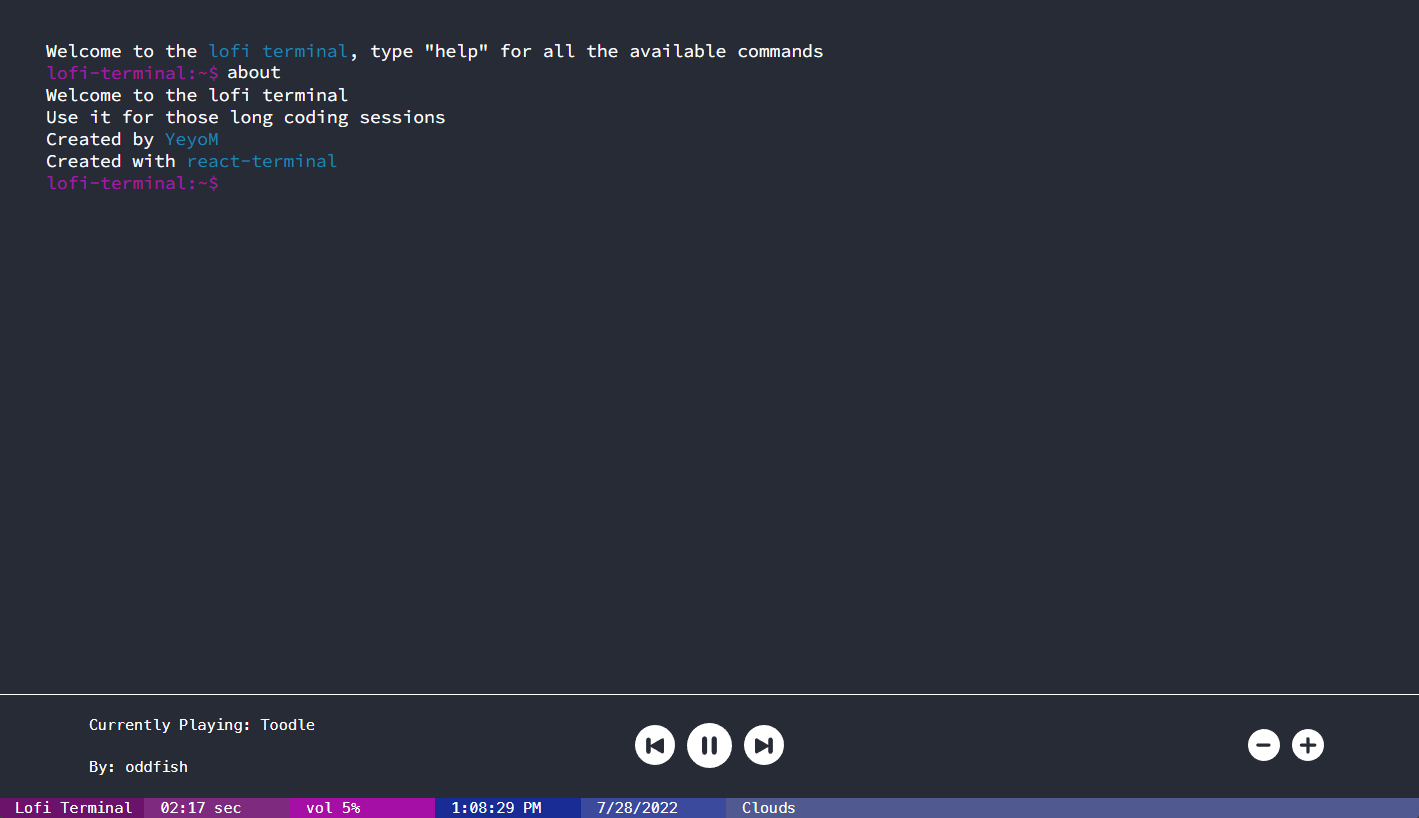 Welcome to the lofi terminal, type "help" for all the available commands
lofi-terminal:~$ about
Welcome to the lofi terminal
Use it for those long coding sessions
Created by YeyoM
Created with react-terminal
lofi-terminal:~$
Currently Playing: Toodle
By: oddfish
Lofi Terminal 02:17 sec vol 5% 1:08:29 PM 7/28/2022 Clouds